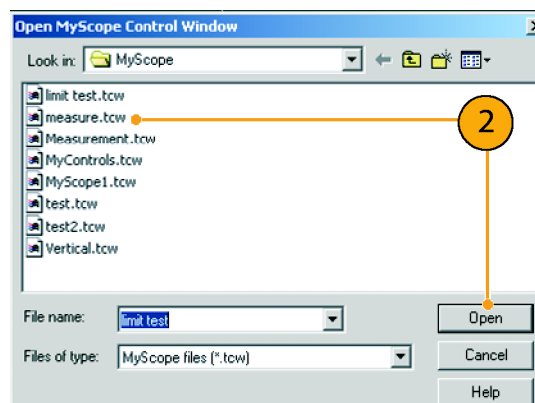 Open MyScope Control Window
Look in: MyScope
limit test.tcw
measure.tcw
Measurement.tcw
MyControls.tcw
MyScope1.tcw
test.tcw
test2.tcw
Vertical.tcw
2
File name: limit test Open
Files of type: MyScope files (*.tcw) Cancel
Help